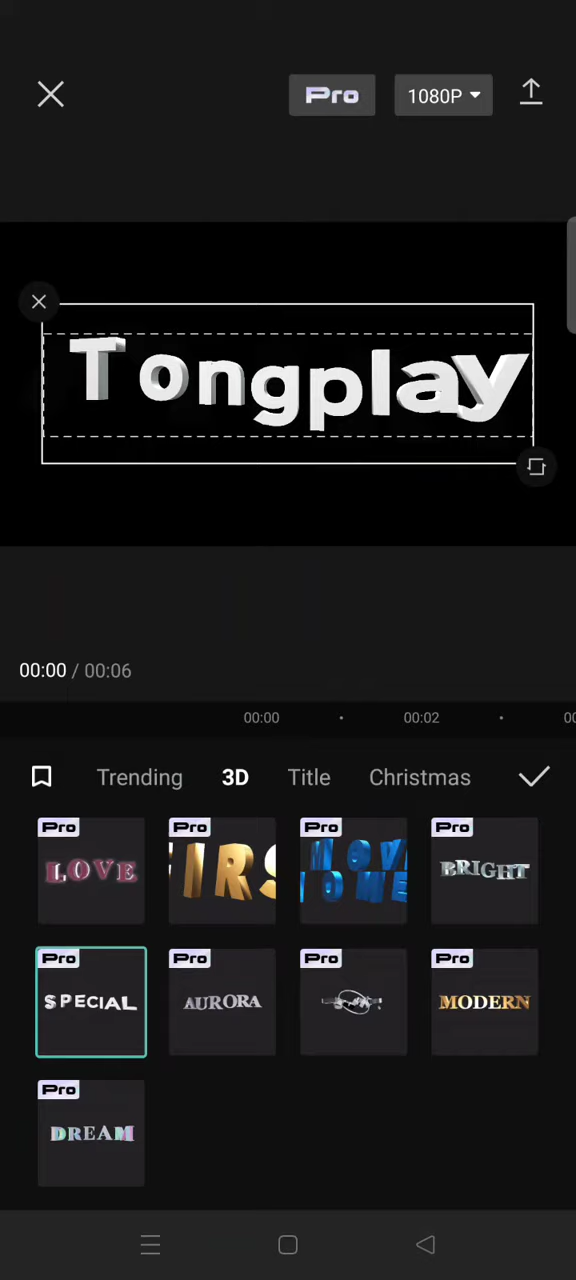 Pro 1080P
Tongplay
00:00 / 00:06
00:00 00:02
Trending 3D Title Christmas
Pro Pro Pro Pro
LOVE BRIGHT
Pro Pro Pro Pro
SPECIAL AURORA MODERN
Pro
DREAM